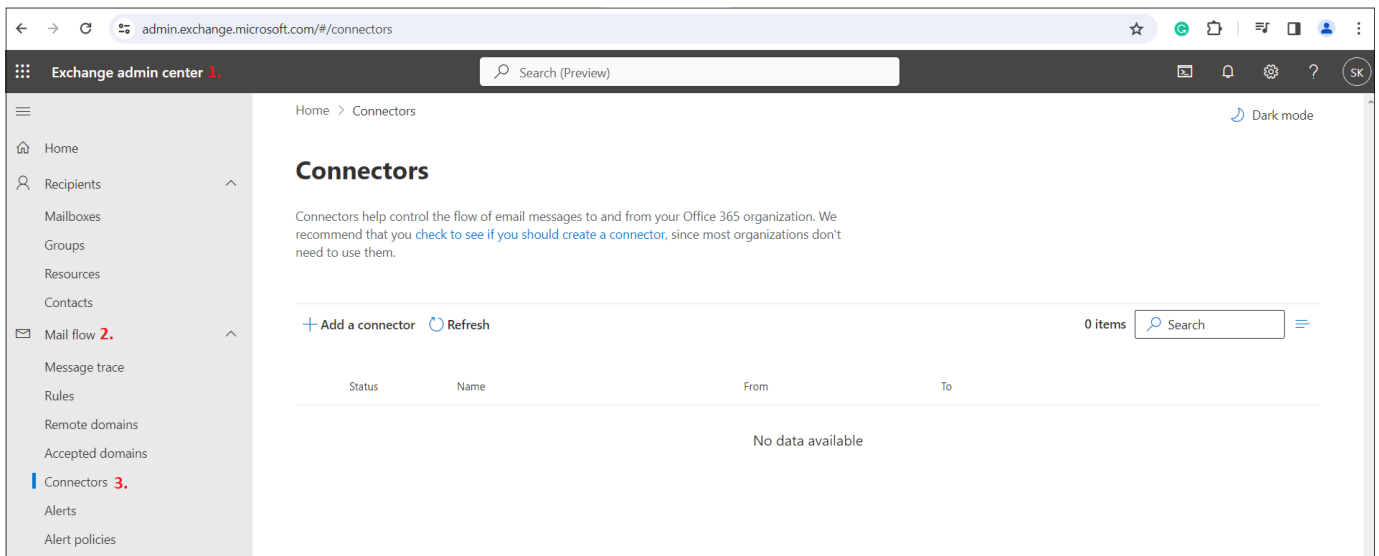 admin.exchange.microsoft.com/#/connectors
Exchange admin center 1.
Search (Preview)
SK
Home > Connectors
Dark mode
Home
Recipients
Mailboxes
Groups
Resources
Contacts
Mail flow 2.
Message trace
Rules
Remote domains
Accepted domains
Connectors 3.
Alerts
Alert policies
Connectors
Connectors help control the flow of email messages to and from your Office 365 organization. We
recommend that you check to see if you should create a connector, since most organizations don't
need to use them.
Add a connector Refresh
0 items Search
Status Name From To
No data available